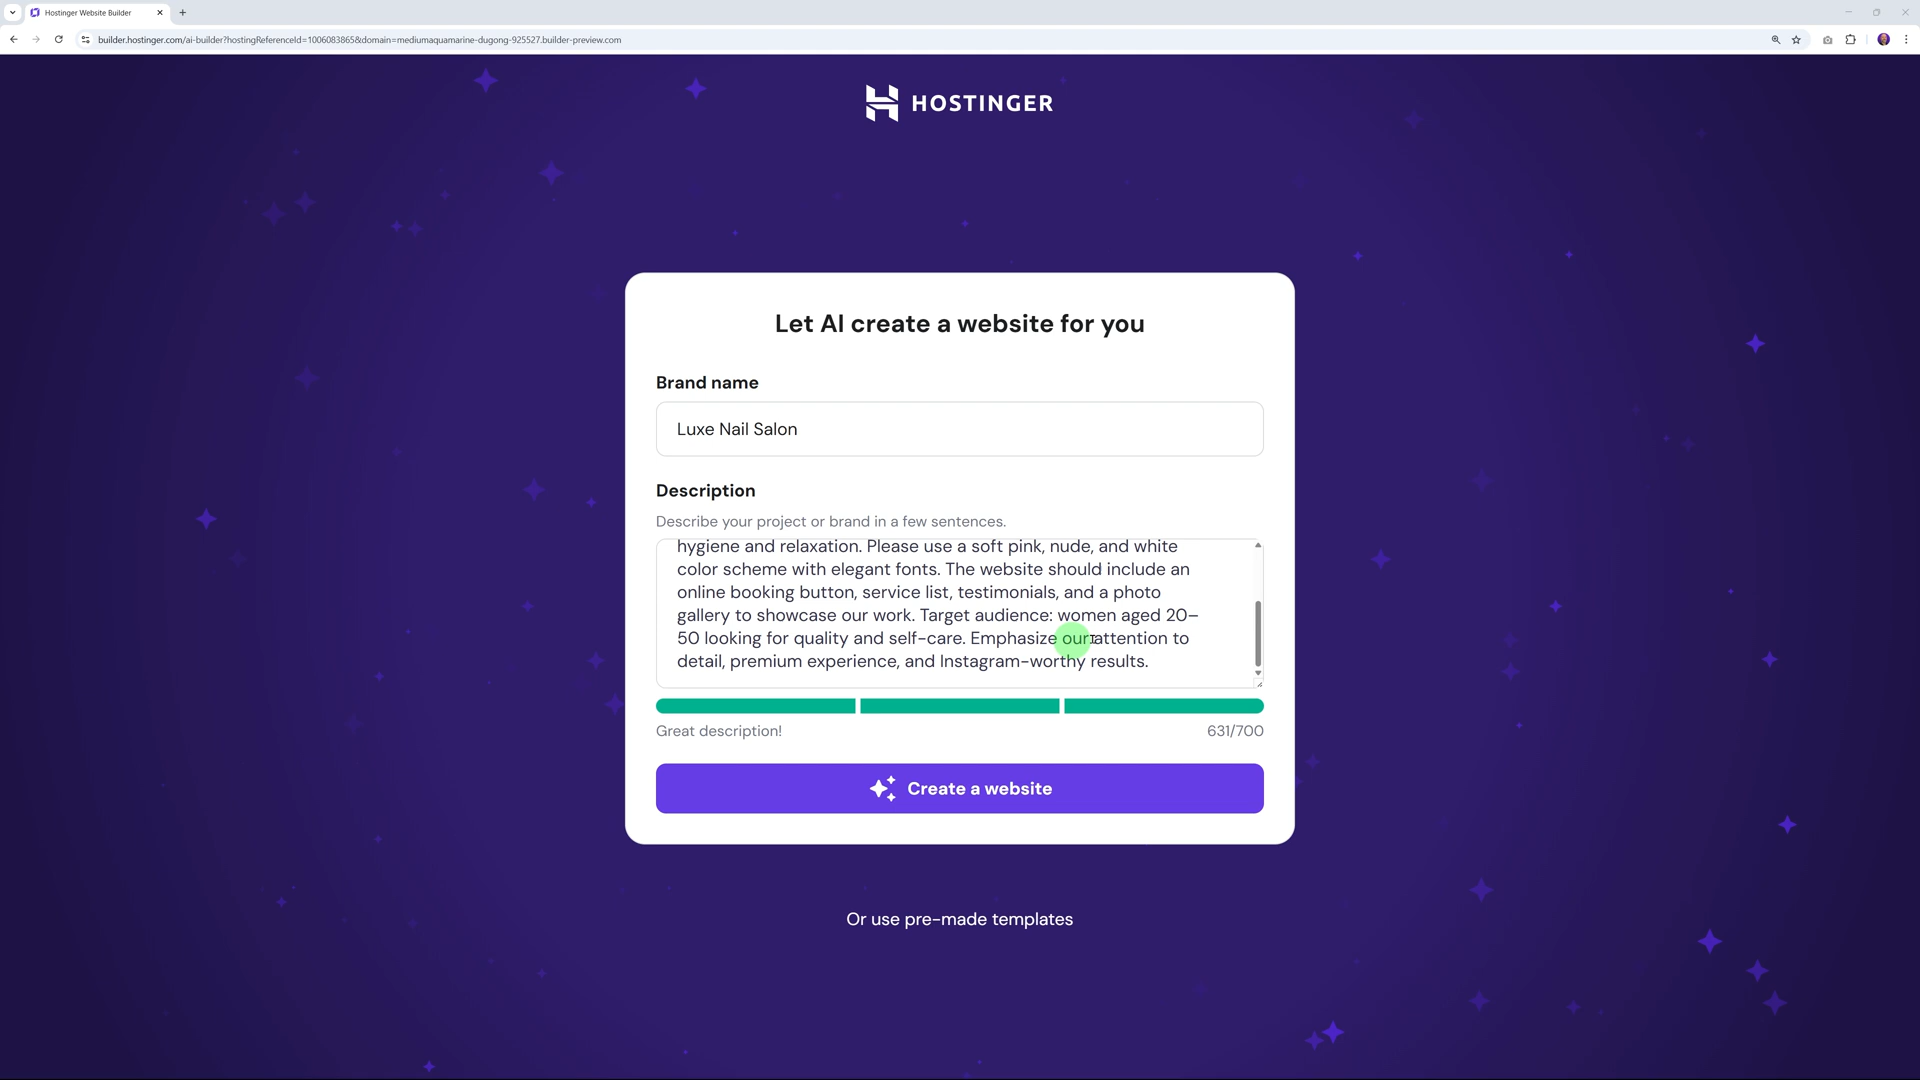 Hostinger Website Builder
builder.hostinger.com/ai-builder?hostingReferenceId=1006083865&domain=mediumaquamarine-dugong-925527.builder-preview.com
HOSTINGER
Let AI create a website for you
Brand name
Luxe Nail Salon
Description
Describe your project or brand in a few sentences.
hygiene and relaxation. Please use a soft pink, nude, and white
color scheme with elegant fonts. The website should include an
online booking button, service list, testimonials, and a photo
gallery to showcase our work. Target audience: women aged 20–
50 looking for quality and self-care. Emphasize our attention to
detail, premium experience, and Instagram-worthy results.
Great description!
631/700
Create a website
Or use pre-made templates